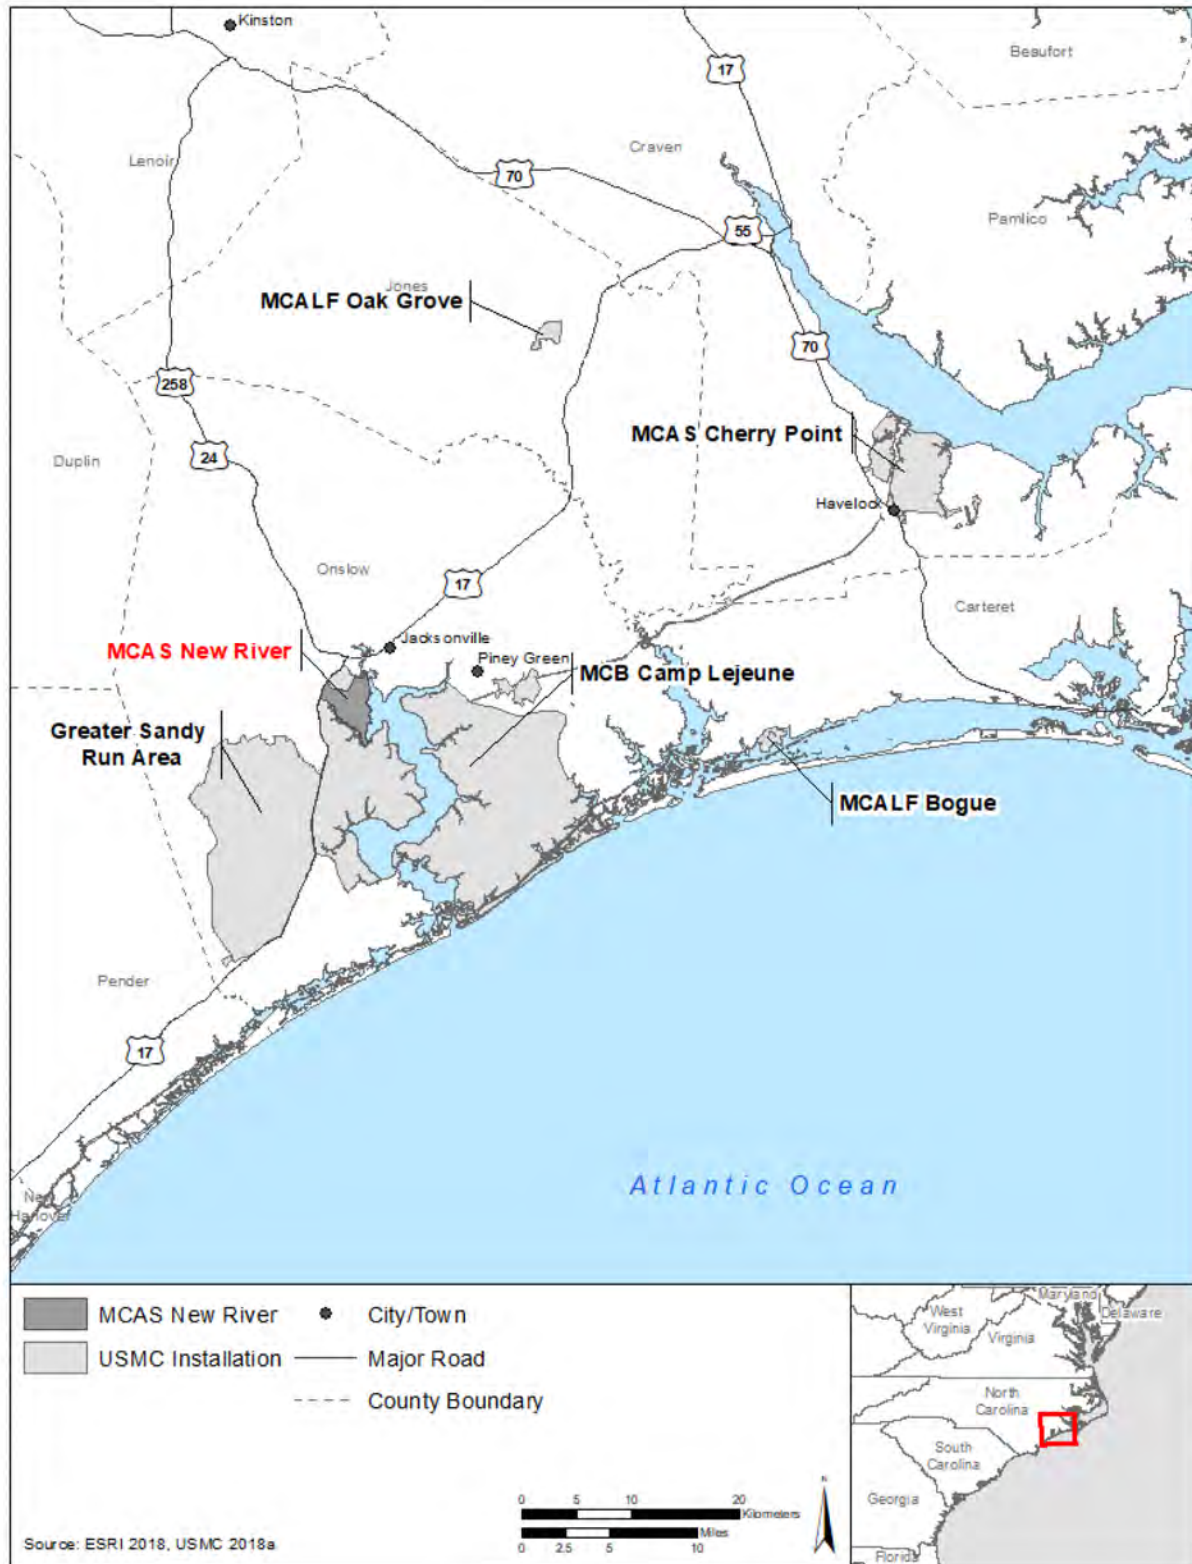 Kinston
Beaufort
17
Lenoir
Craven
70
Pamlico
55
Jones
MCALF Oak Grove
70
258
MCAS Cherry Point
24
Duplin
Havelock
Onslow
17
Carteret
Jacksonville
MCAS New River
Piney Green
MCB Camp Lejeune
Greater Sandy
Run Area
MCALF Bogue
Pender
17
Atlantic Ocean
New
Hanover
MCAS New River
City/Town
USMC Installation
Major Road
County Boundary
Maryland
West
Virginia
Delaware
Virginia
North
Carolina
South
Carolina
Georgia
Florida
N
0 5 10 20
Kilometers
Miles
0 2.5 5 10
Source: ESRI 2018, USMC 2018a